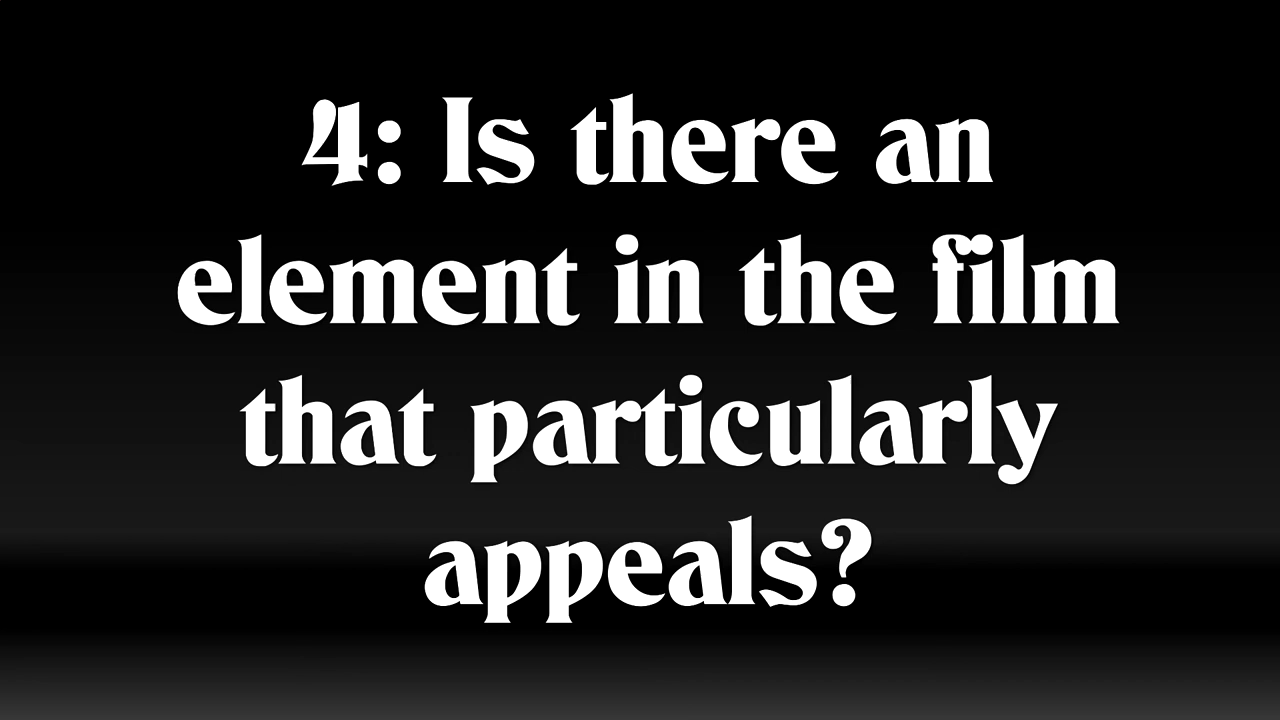 4: Is there an
element in the film
that particularly
appeals?